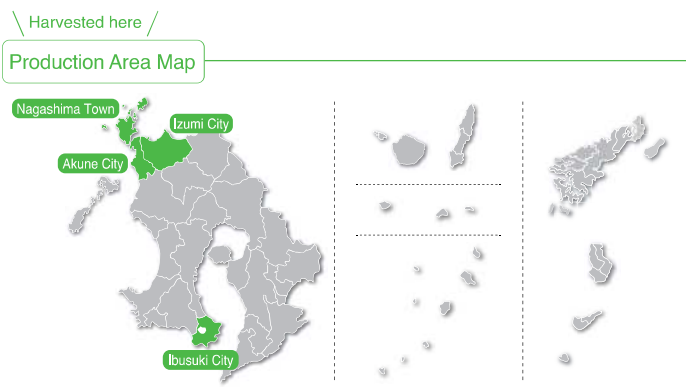 Harvested here
Production Area Map
Nagashima Town
Izumi City
Akune City
Ibusuki City